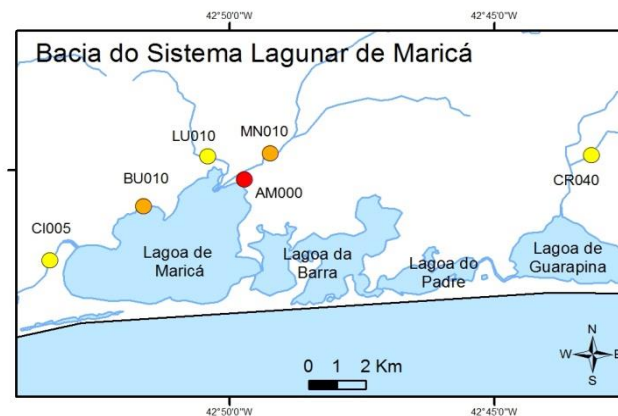 42°50'0"W
42°45'0"W
Bacia do Sistema Lagunar de Maricá
LU010
MN010
BU010
AM000
CR040
CI005
Lagoa de
Maricá
Lagoa da
Barra
Lagoa do
Padre
Lagoa de
Guarapina
N
W
E
S
0 1 2 Km
42°50'0"W
42°45'0"W